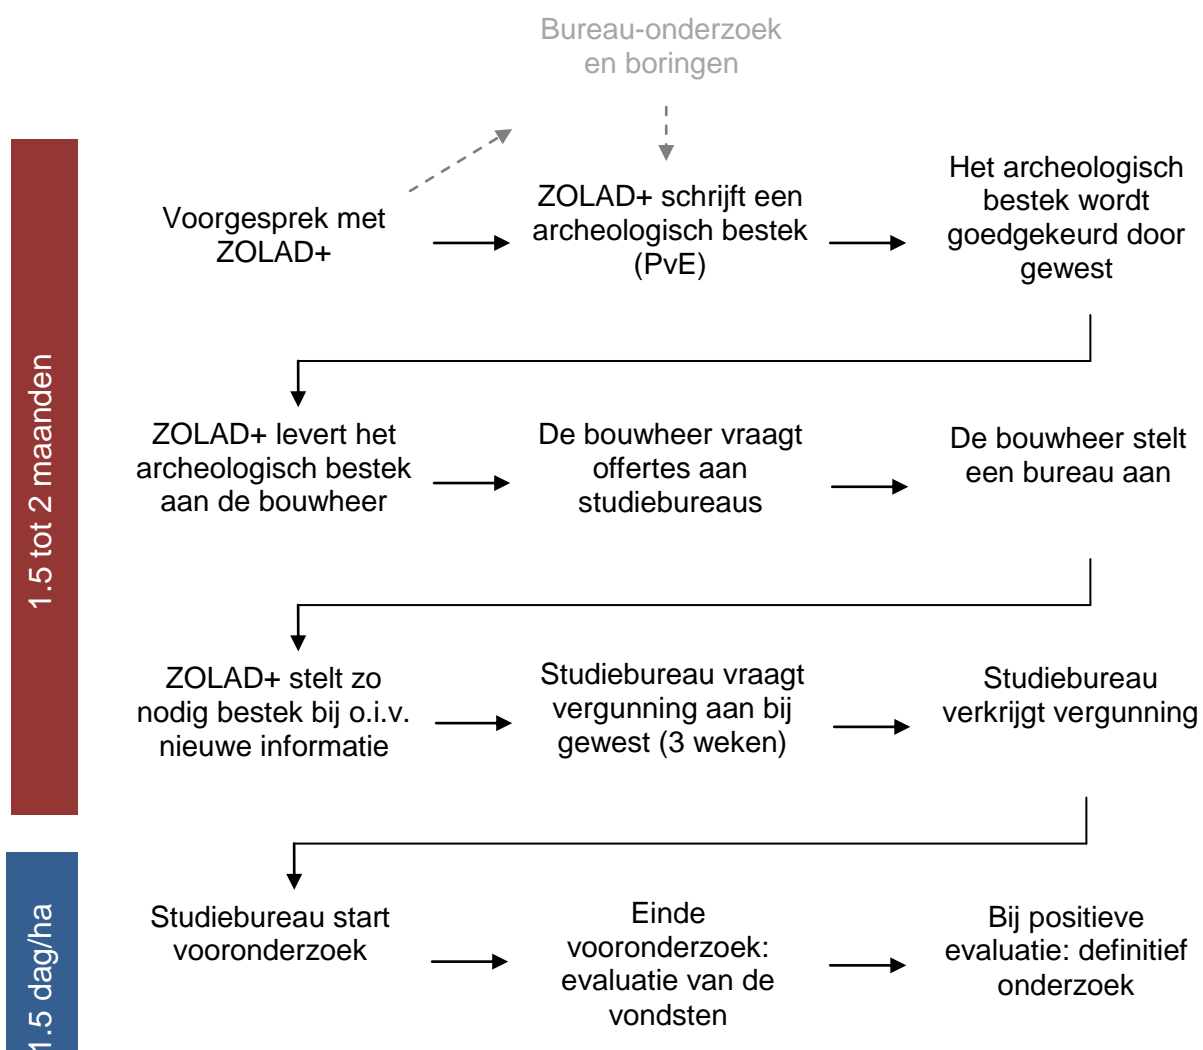 Bureau-onderzoek
en boringen
Voorgesprek met
ZOLAD+
ZOLAD+ schrijft een
archeologisch bestek
(PvE)
Het archeologisch
bestek wordt
goedgekeurd door
gewest
1.5 tot 2 maanden
ZOLAD+ levert het
archeologisch bestek
aan de bouwheer
De bouwheer vraagt
offertes aan
studiebureaus
De bouwheer stelt
een bureau aan
ZOLAD+ stelt zo
nodig bestek bij o.i.v.
nieuwe informatie
Studiebureau vraagt
vergunning aan bij
gewest (3 weken)
Studiebureau
verkrijgt vergunning
1.5 dag/ha
Studiebureau start
vooronderzoek
Einde
vooronderzoek:
evaluatie van de
vondsten
Bij positieve
evaluatie: definitief
onderzoek